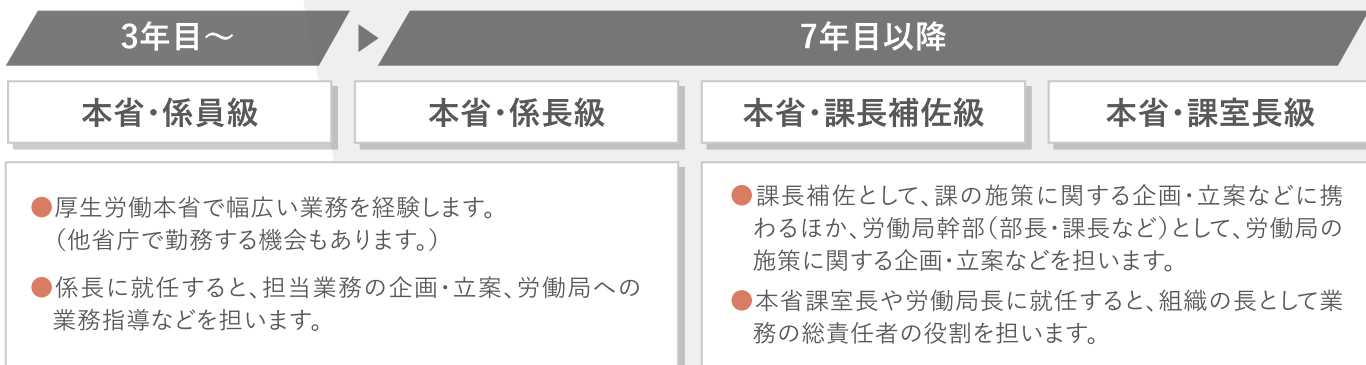 3年目～
7年目以降
本省・係員級
本省・係長級
本省・課長補佐級
本省・課室長級
●厚生労働本省で幅広い業務を経験します。
（他省庁で勤務する機会もあります。）
●係長に就任すると、担当業務の企画・立案、労働局への
業務指導などを担います。
●課長補佐として、課の施策に関する企画・立案などに携
わるほか、労働局幹部（部長・課長など）として、労働局の
施策に関する企画・立案などを担います。
●本省課室長や労働局長に就任すると、組織の長として業
務の総責任者の役割を担います。